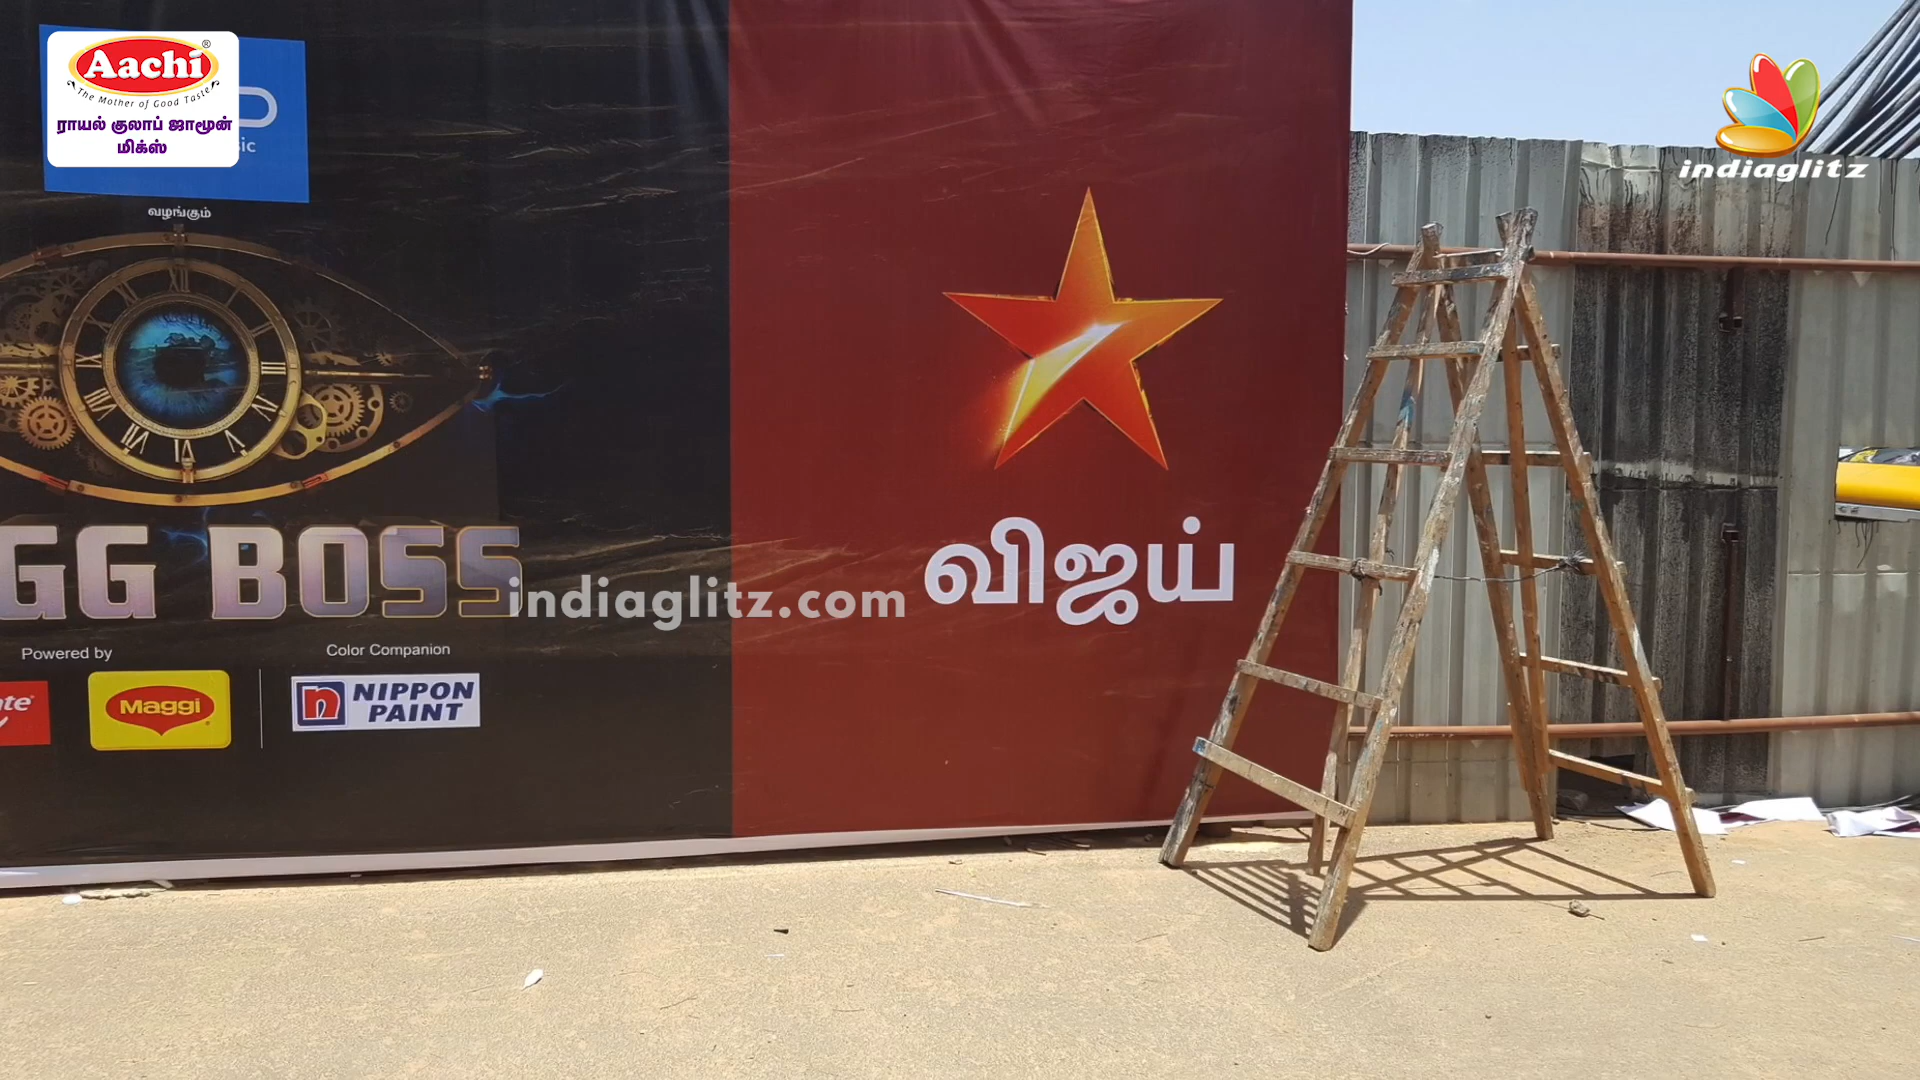 Aachi®
The Mother of Good Taste
ராயல் குலாப் ஜாமூன்
மிக்ஸ்
வழங்கும்
GG BOSS
Powered by
Color Companion
Maggi
NIPPON
PAINT
விஜய்
indiaglitz.com
indiaglitz